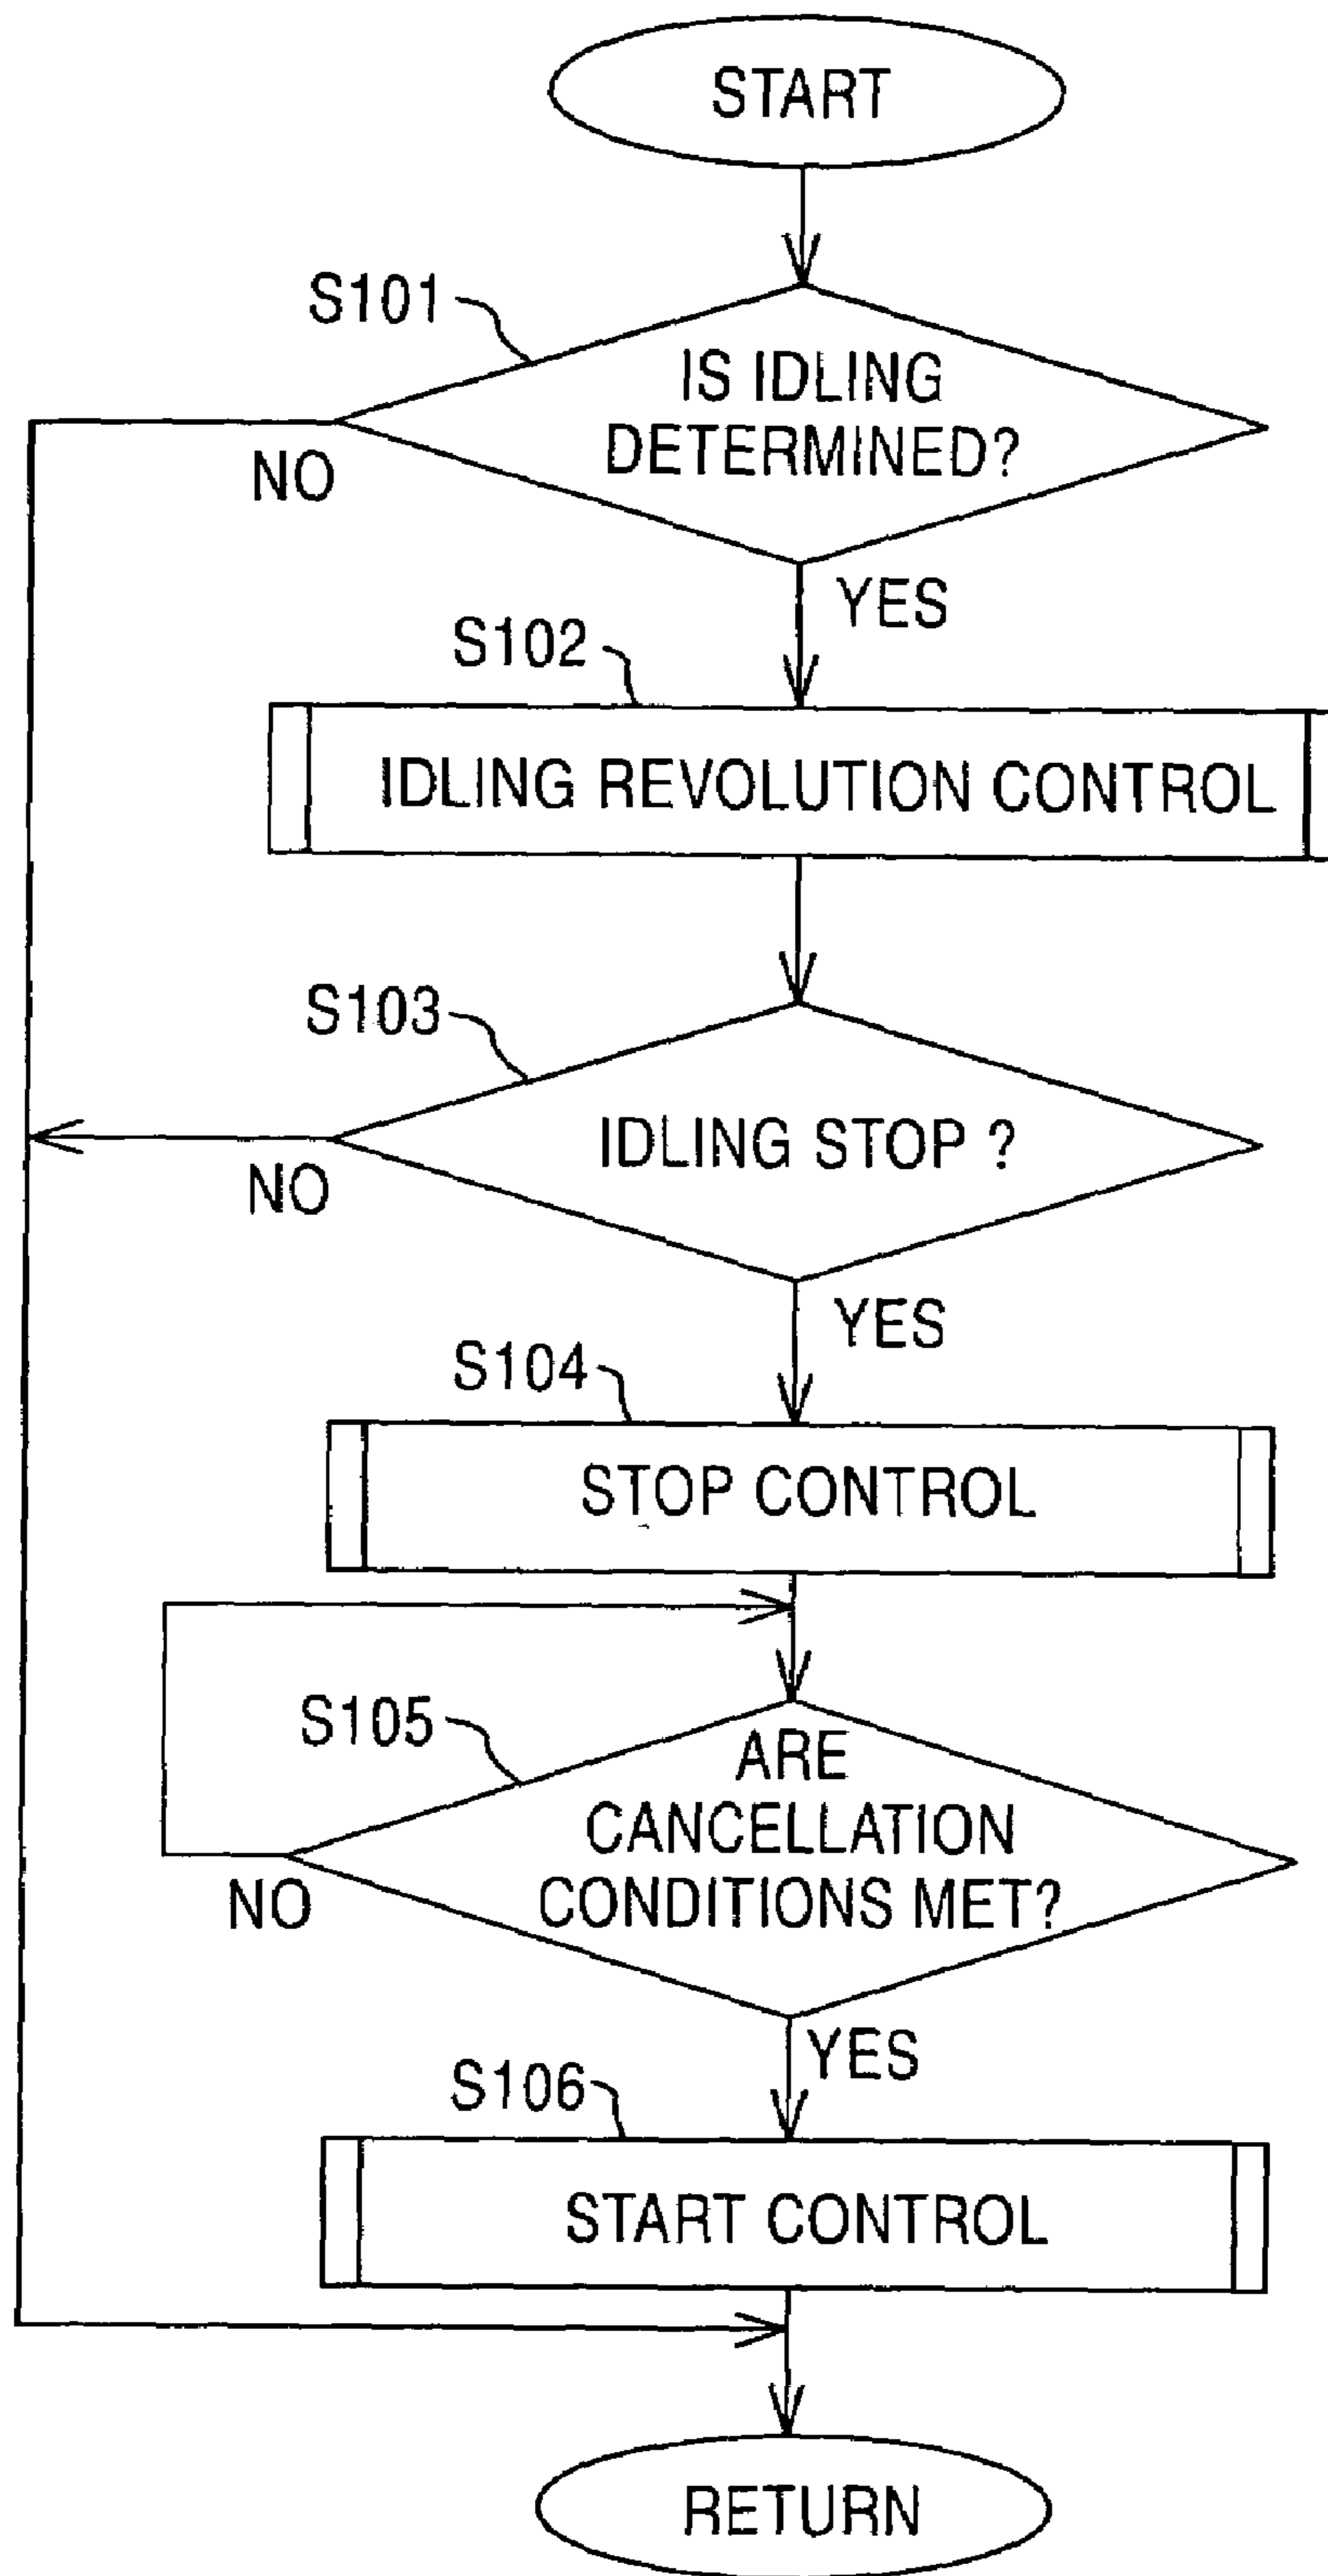 START
S101
IS IDLING
DETERMINED?
NO
YES
S102
IDLING REVOLUTION CONTROL
S103
IDLING STOP ?
NO
YES
S104
STOP CONTROL
S105
ARE
CANCELLATION
CONDITIONS MET?
NO
YES
S106
START CONTROL
RETURN